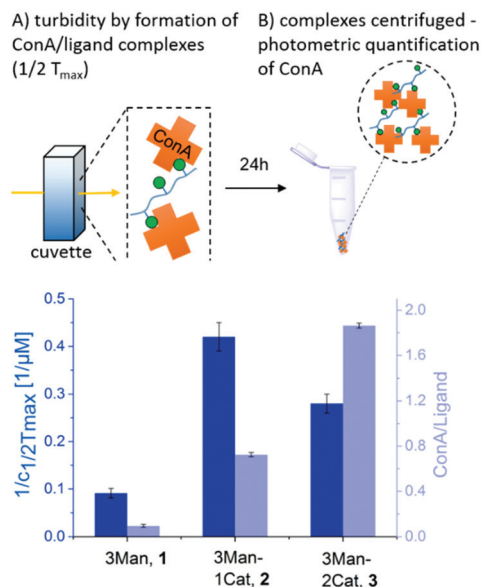 A) turbidity by formation of
ConA/ligand complexes
(1/2 Tmax)
B) complexes centrifuged -
photometric quantification
of ConA
ConA
24h
cuvette
1/c1/2Tmax [1/µM]
0.5
0.4
0.3
0.2
0.1
0.0
2.0
1.6
1.2
0.8
0.4
0.0
ConA/Ligand
3Man, 1
3Man-
1Cat, 2
3Man-
2Cat, 3